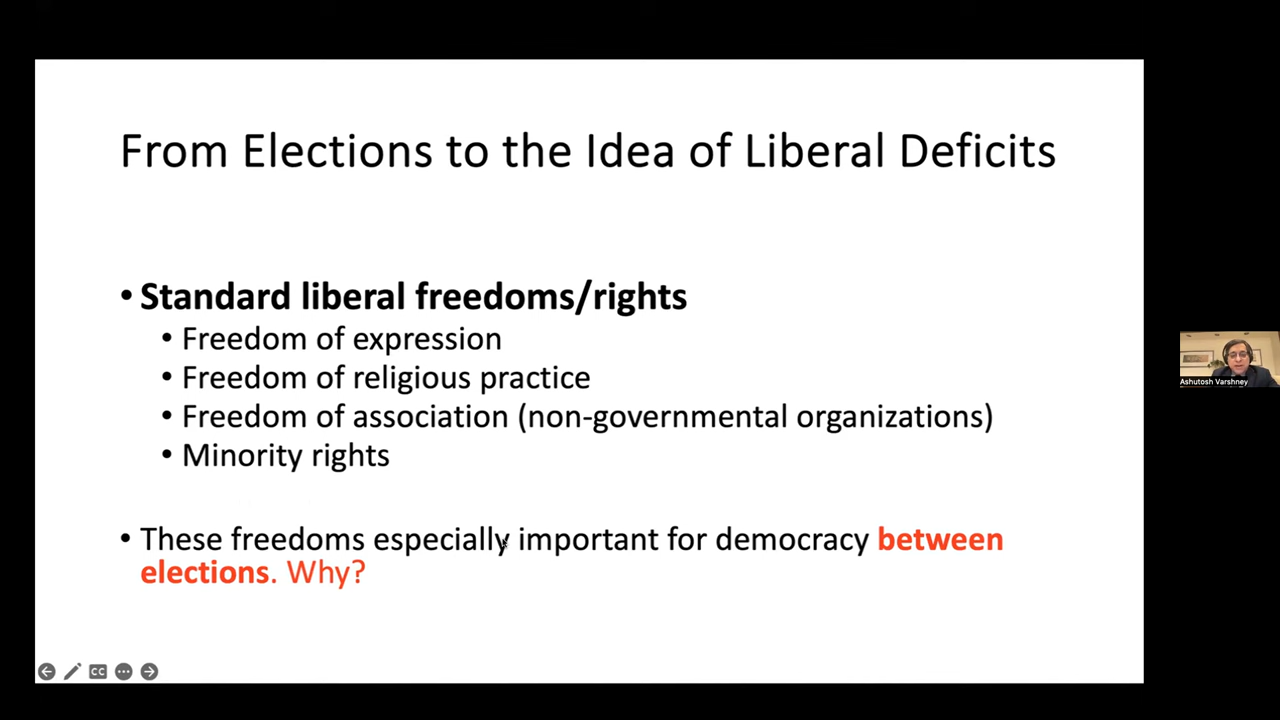 From Elections to the Idea of Liberal Deficits
• Standard liberal freedoms/rights
• Freedom of expression
• Freedom of religious practice
• Freedom of association (non-governmental organizations)
• Minority rights
• These freedoms especially important for democracy between
elections. Why?
Ashutosh Varshney
CC